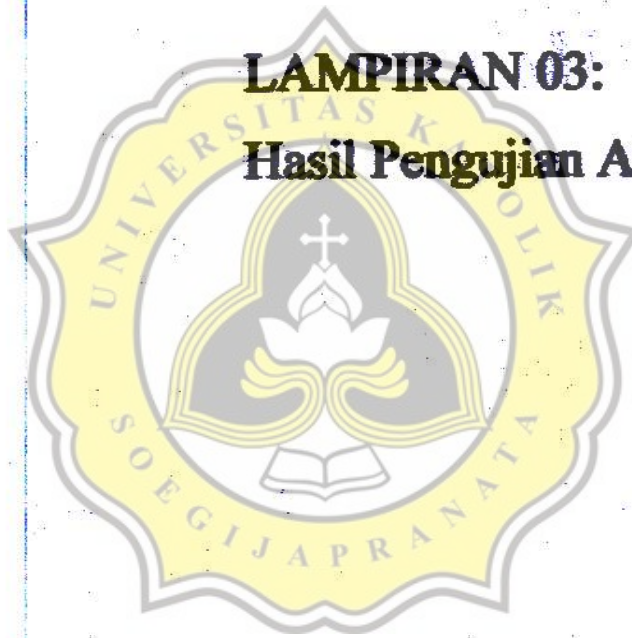 LAMPIRAN 03:
Hasil Pengujian A
UNIVERSITAS KATOLIK
SOEGIJAPRANATA